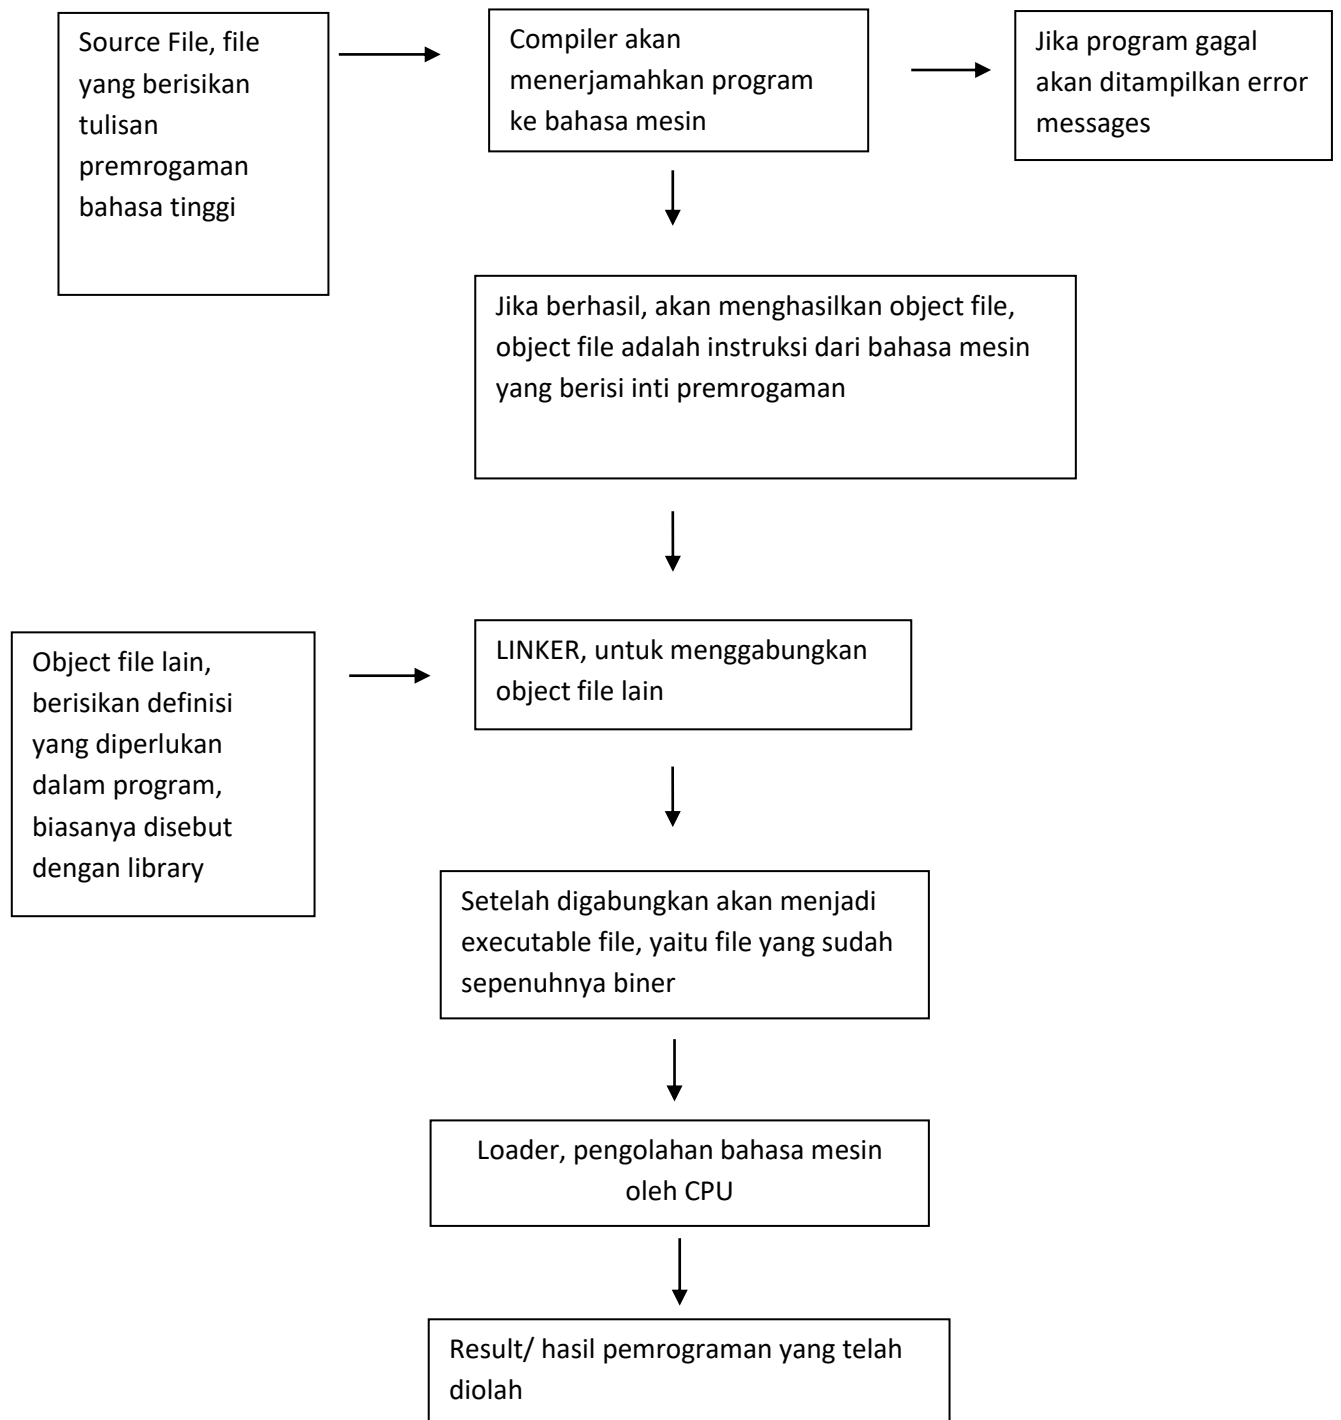 Source File, file
yang berisikan
tulisan
premrogaman
bahasa tinggi
Compiler akan
menerjamahkan program
ke bahasa mesin
Jika program gagal
akan ditampilkan error
messages
Jika berhasil, akan menghasilkan object file,
object file adalah instruksi dari bahasa mesin
yang berisi inti premrogaman
Object file lain,
berisikan definisi
yang diperlukan
dalam program,
biasanya disebut
dengan library
LINKER, untuk menggabungkan
object file lain
Setelah digabungkan akan menjadi
executable file, yaitu file yang sudah
sepenuhnya biner
Loader, pengolahan bahasa mesin
oleh CPU
Result/ hasil pemrograman yang telah
diolah